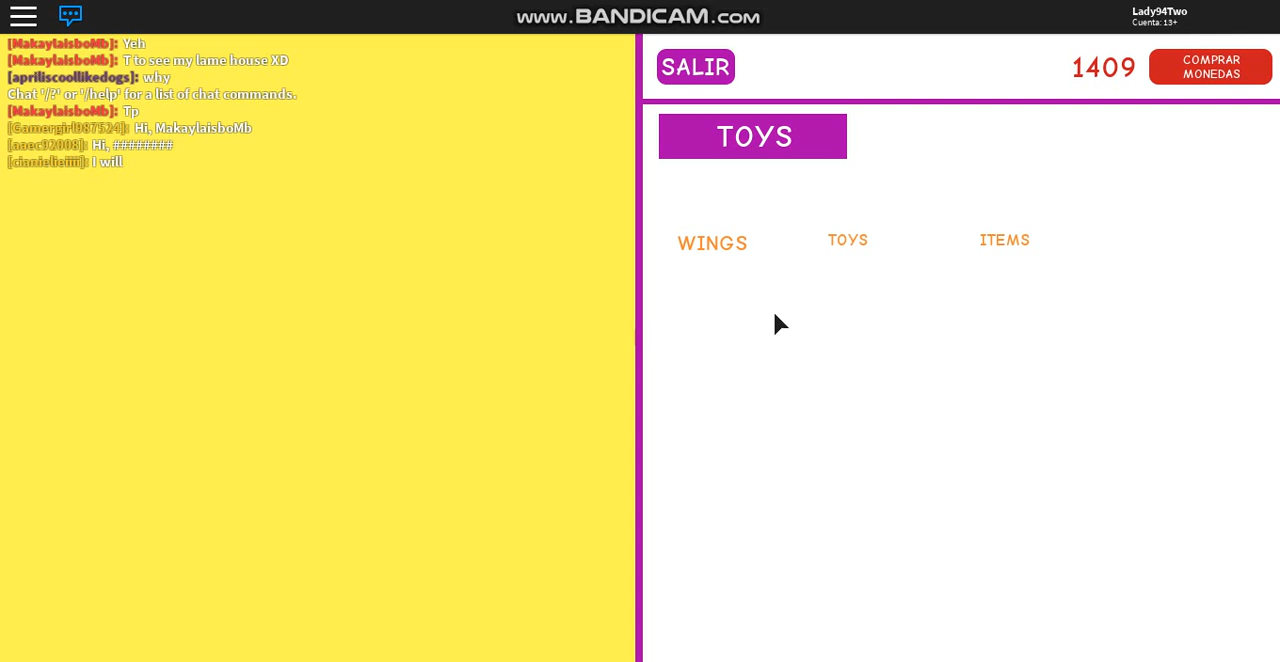 www.BANDICAM.com
Lady94Two
Cuenta: 13+
[MakaylaisboMb]: Yeh
[MakaylaisboMb]: T to see my lame house XD
[apriliscoollikedogs]: why
Chat '/?' or '/help' for a list of chat commands.
[MakaylaisboMb]: Tp
[Gamergirl987524]: Hi, MakaylaisboMb
[aaec92008]: Hi, ########
I will
SALIR
1409
COMPRAR
MONEDAS
TOYS
WINGS
TOYS
ITEMS